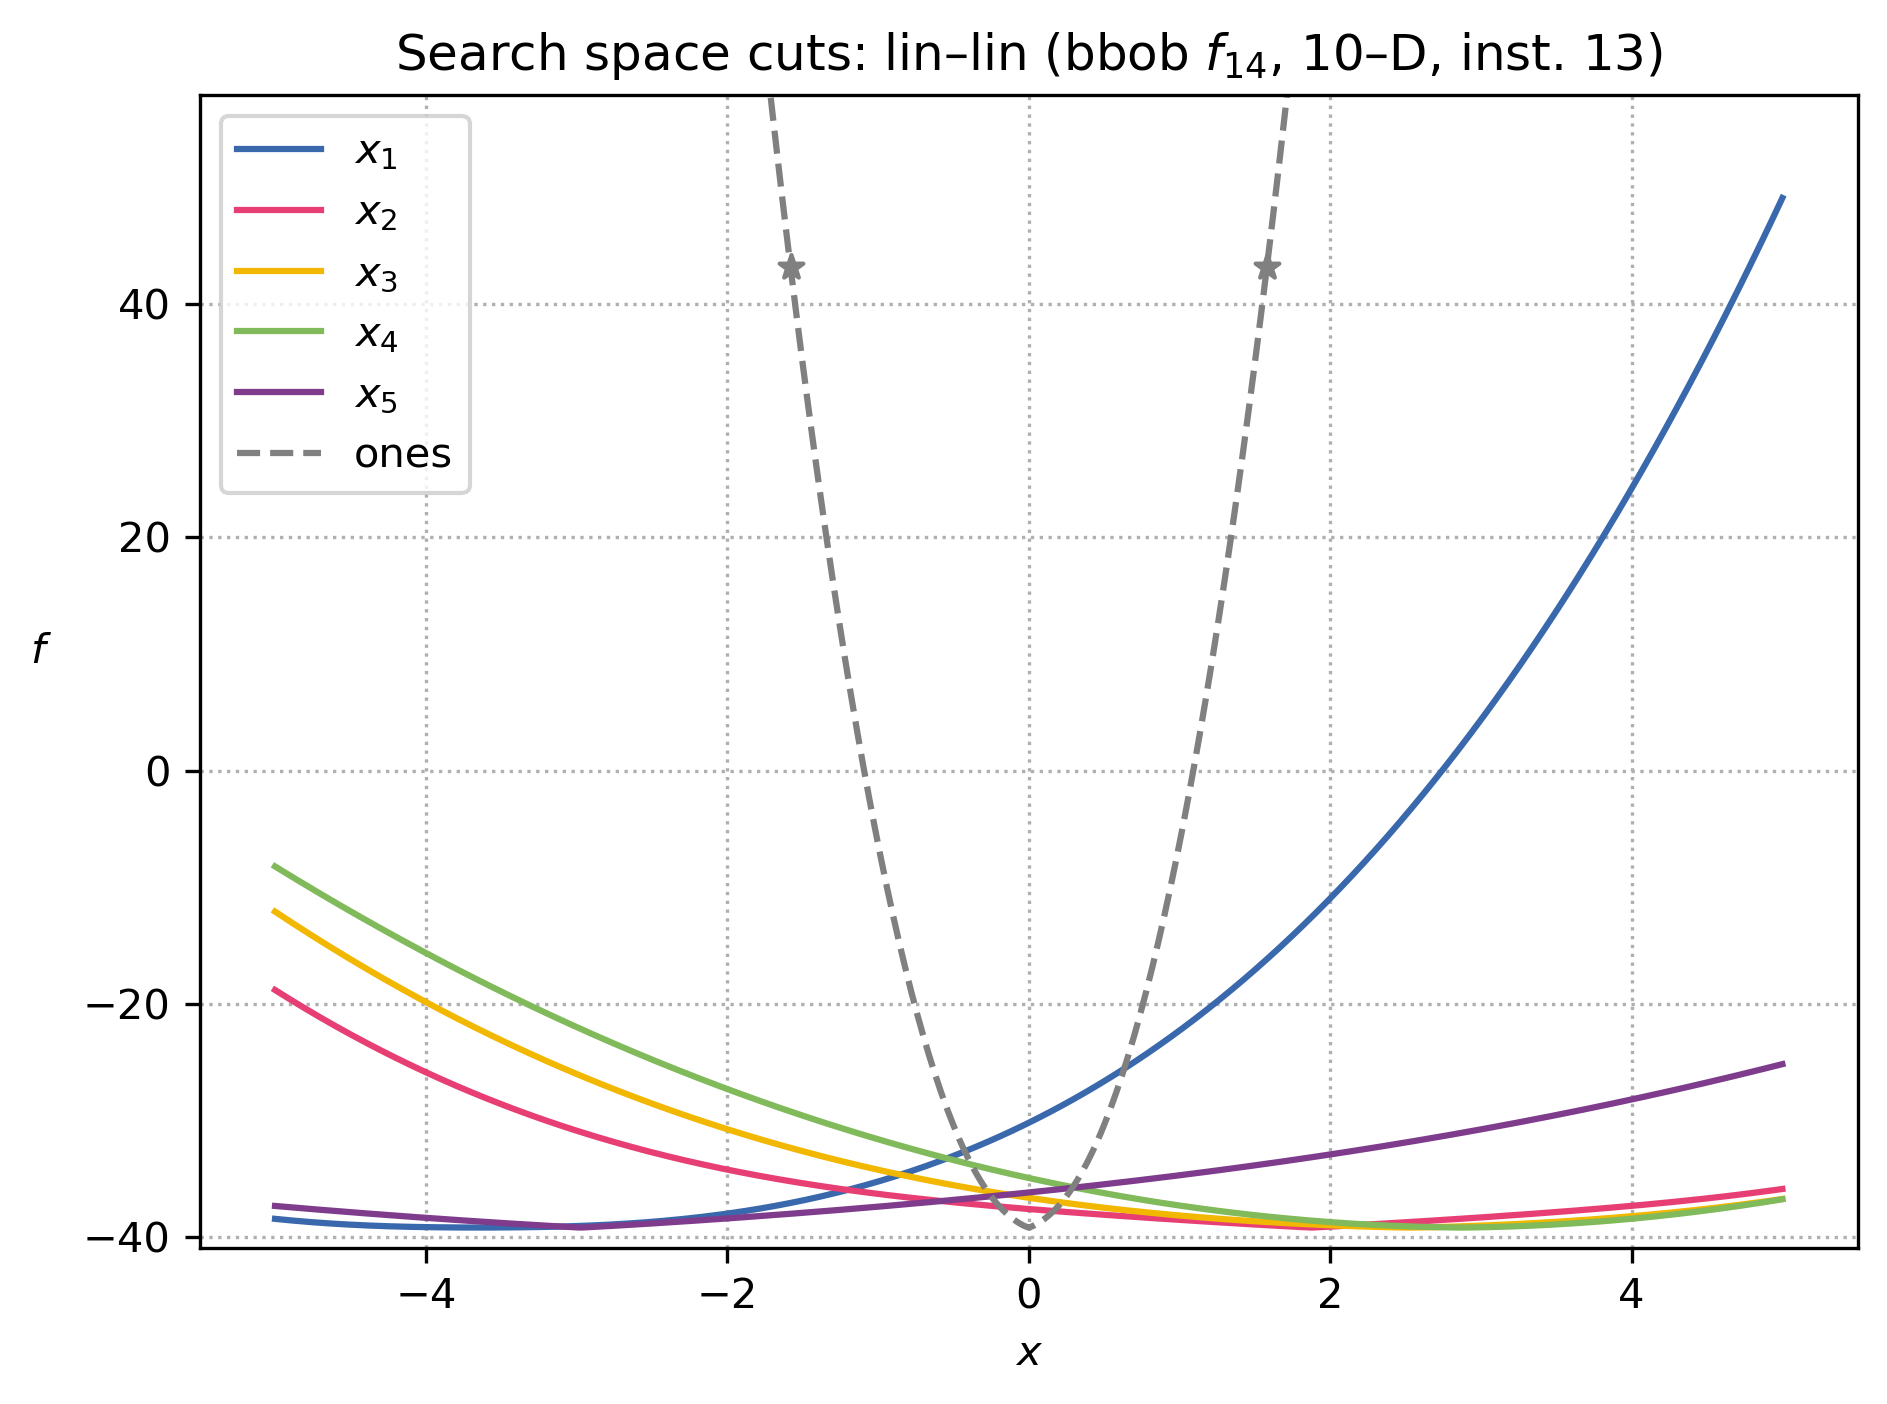 Search space cuts: lin–lin (bbob f₁₄, 10–D, inst. 13)
x₁
x₂
x₃
x₄
x₅
ones
40
20
0
−20
−40
f
−4
−2
0
2
4
x